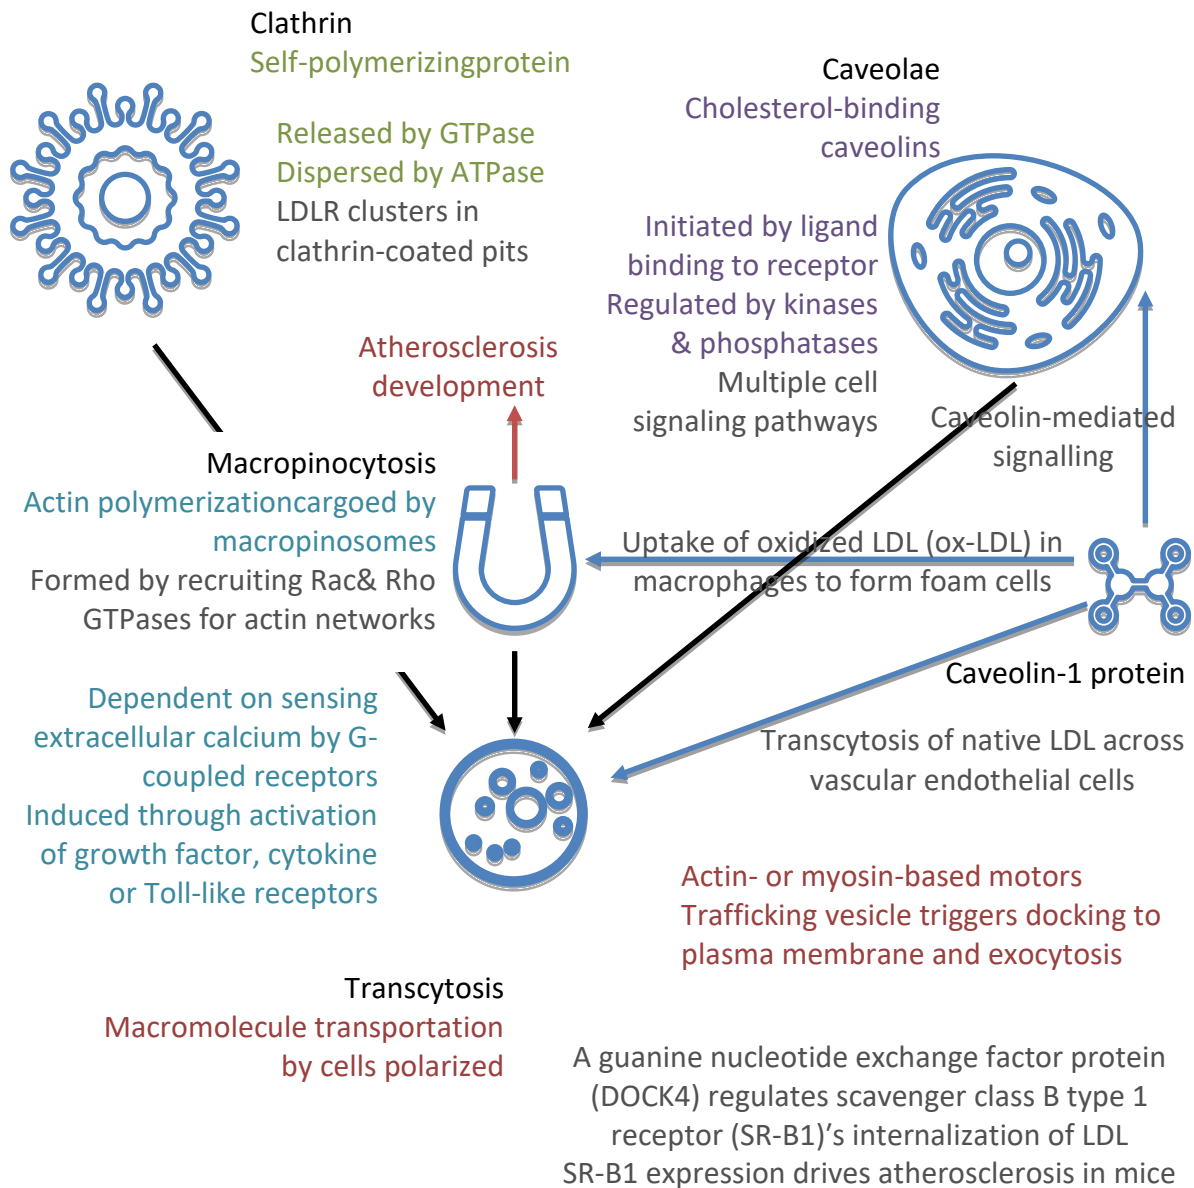 Clathrin
Self-polymerizingprotein
Released by GTPase
Dispersed by ATPase
LDLR clusters in
clathrin-coated pits
Caveolae
Cholesterol-binding
caveolins
Initiated by ligand
binding to receptor
Regulated by kinases
& phosphatases
Multiple cell
signaling pathways
Atherosclerosis
development
Caveolin-mediated
signalling
Macropinocytosis
Actin polymerizationcargoed by
macropinosomes
Formed by recruiting Rac& Rho
GTPases for actin networks
Uptake of oxidized LDL (ox-LDL) in
macrophages to form foam cells
Caveolin-1 protein
Dependent on sensing
extracellular calcium by G-
coupled receptors
Induced through activation
of growth factor, cytokine
or Toll-like receptors
Transcytosis of native LDL across
vascular endothelial cells
Actin- or myosin-based motors
Trafficking vesicle triggers docking to
plasma membrane and exocytosis
Transcytosis
Macromolecule transportation
by cells polarized
A guanine nucleotide exchange factor protein
(DOCK4) regulates scavenger class B type 1
receptor (SR-B1)'s internalization of LDL
SR-B1 expression drives atherosclerosis in mice